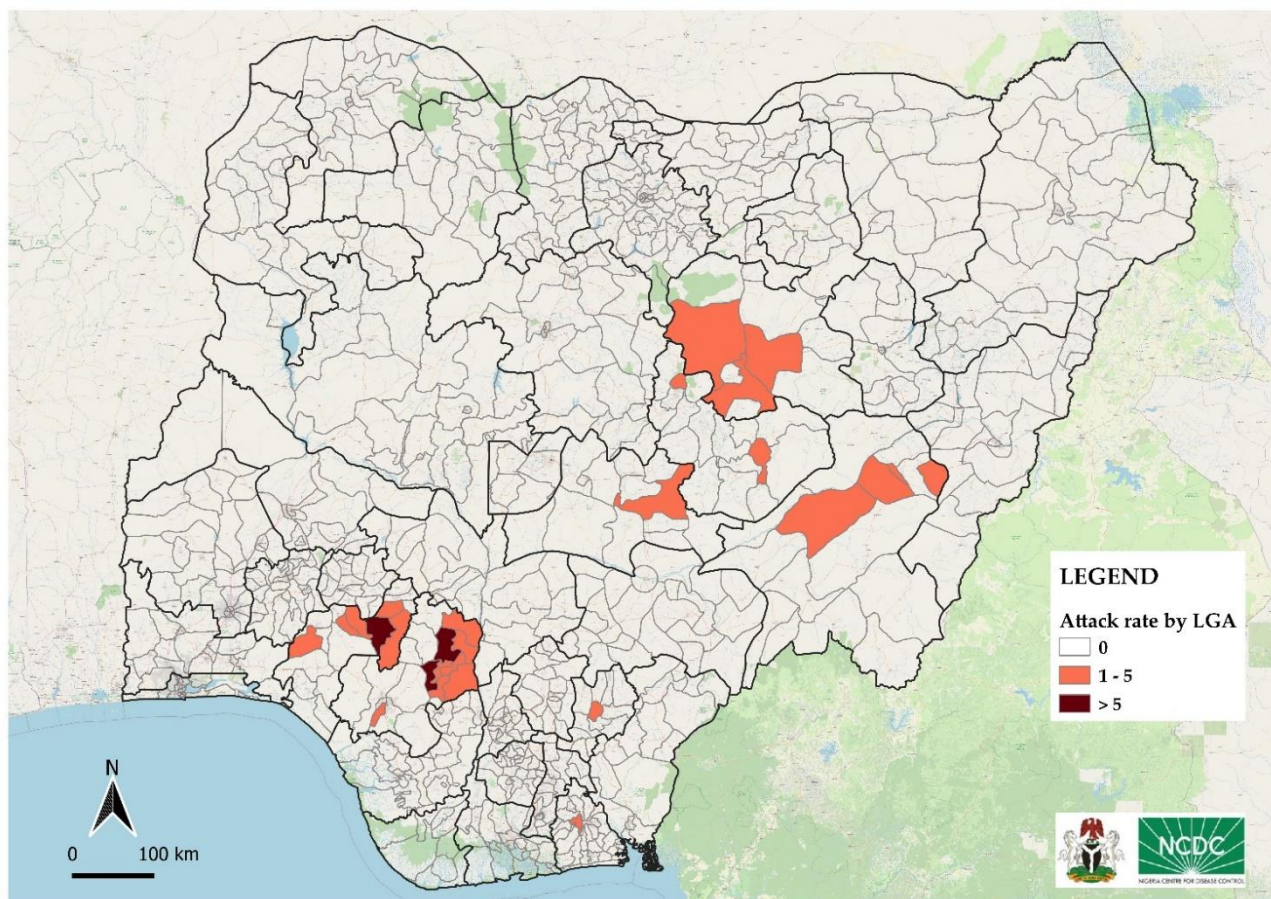 LEGEND
Attack rate by LGA
0
1 - 5
> 5
N
0 100 km
NCDC
NIGERIA CENTRE FOR DISEASE CONTROL